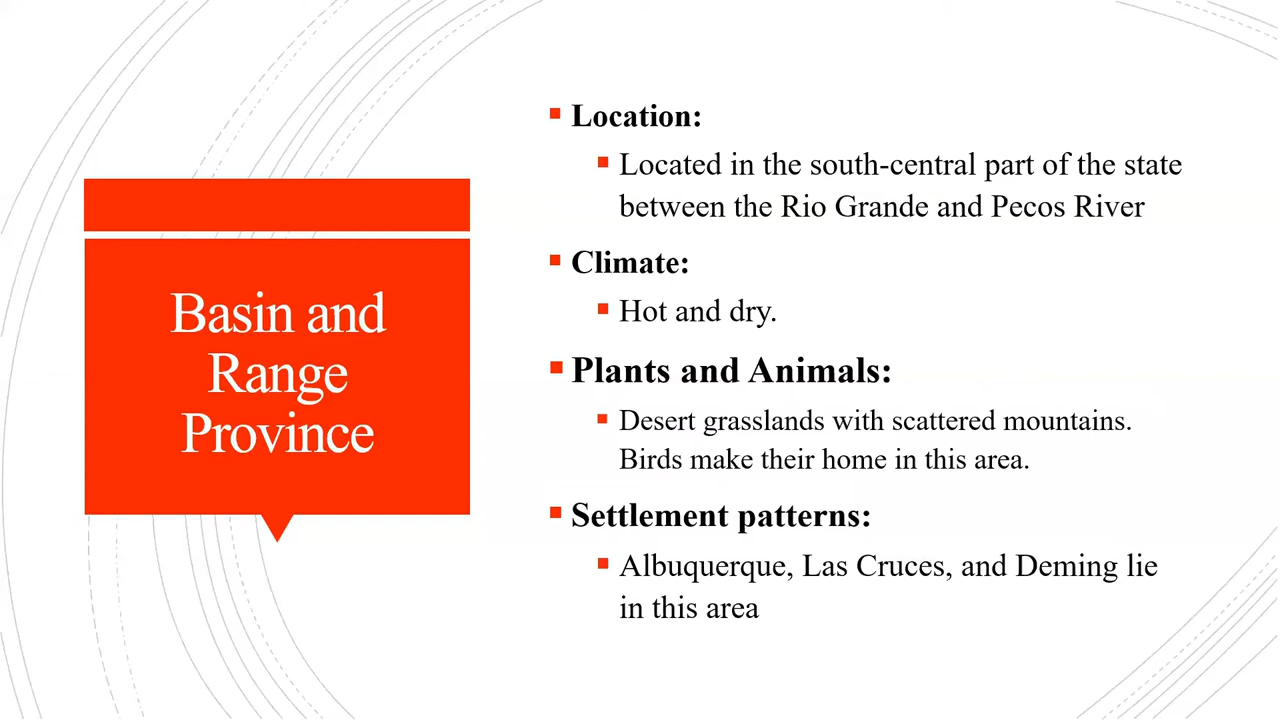 Basin and
Range
Province
Location:
Located in the south-central part of the state
between the Rio Grande and Pecos River
Climate:
Hot and dry.
Plants and Animals:
Desert grasslands with scattered mountains.
Birds make their home in this area.
Settlement patterns:
Albuquerque, Las Cruces, and Deming lie
in this area